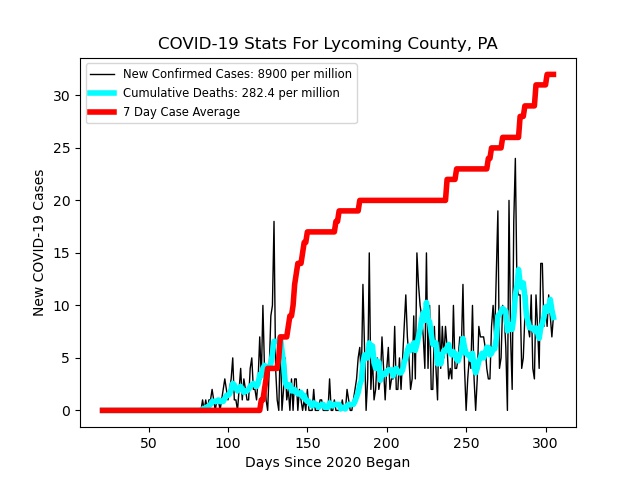 COVID-19 Stats For Lycoming County, PA
New Confirmed Cases: 8900 per million
Cumulative Deaths: 282.4 per million
7 Day Case Average
New COVID-19 Cases
30
25
20
15
10
5
0
50 100 150 200 250 300
Days Since 2020 Began